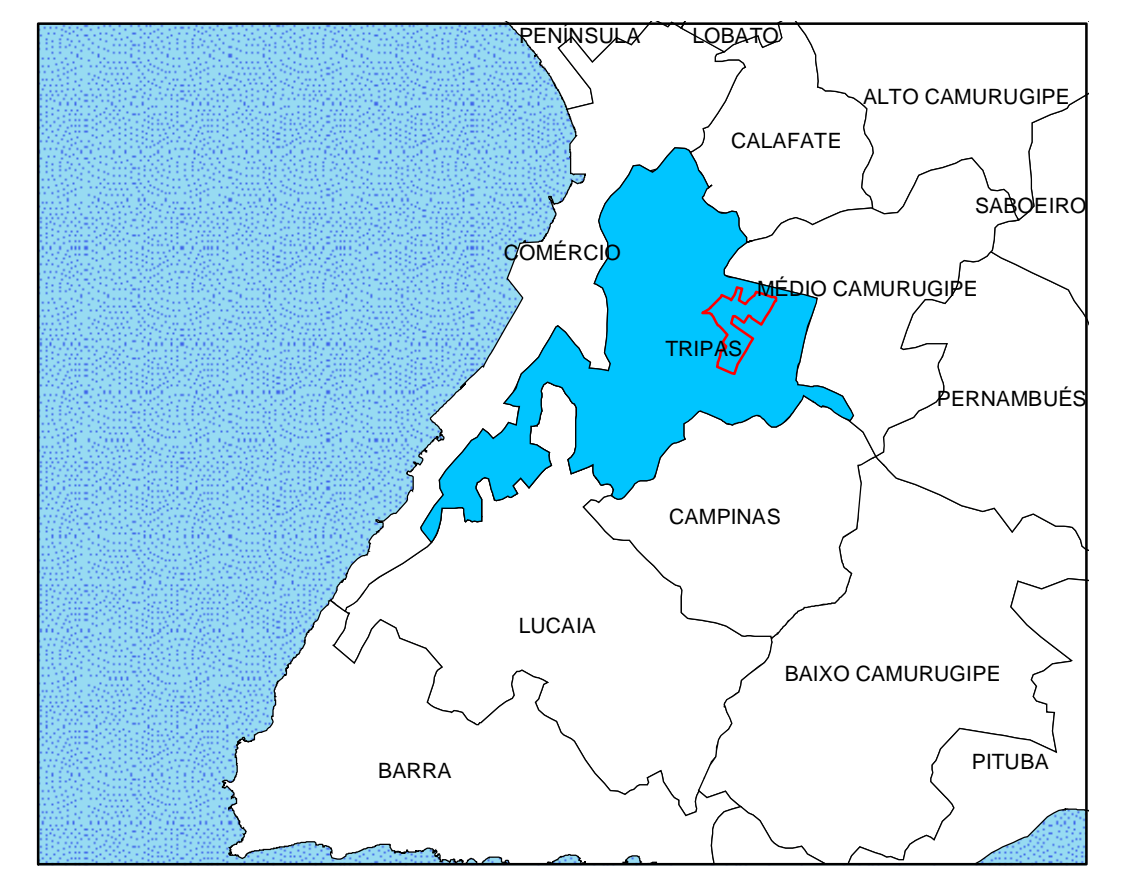 PENÍNSULA
LOBATO
ALTO CAMURUGIPE
CALAFATE
SABOEIRO
COMÉRCIO
MÉDIO CAMURUGIPE
TRIPAS
PERNAMBUÉS
CAMPINAS
LUCAIA
BAIXO CAMURUGIPE
PITUBA
BARRA